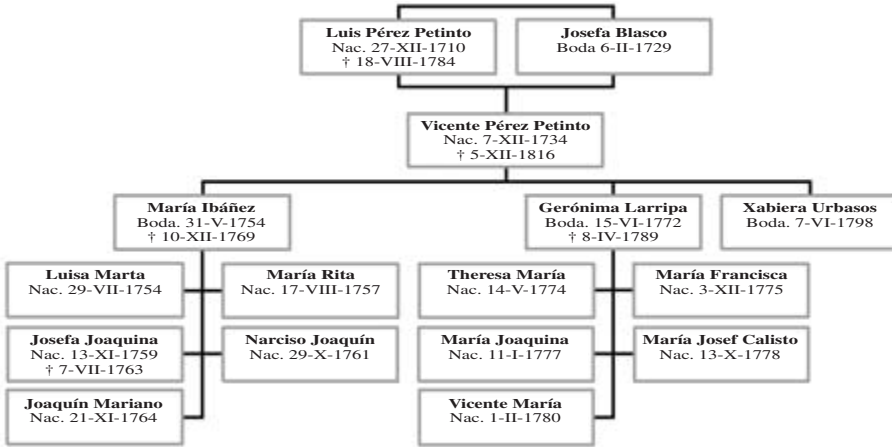 Luis Pérez Petinto
Nac. 27-XII-1710
† 18-VIII-1784
Josefa Blasco
Boda 6-II-1729
Vicente Pérez Petinto
Nac. 7-XII-1734
† 5-XII-1816
María Ibáñez
Boda. 31-V-1754
† 10-XII-1769
Gerónima Larripa
Boda. 15-VI-1772
† 8-IV-1789
Xabiera Urbasos
Boda. 7-VI-1798
Luisa Marta
Nac. 29-VII-1754
María Rita
Nac. 17-VIII-1757
Theresa María
Nac. 14-V-1774
María Francisca
Nac. 3-XII-1775
Josefa Joaquina
Nac. 13-XI-1759
† 7-VII-1763
Narciso Joaquín
Nac. 29-X-1761
María Joaquina
Nac. 11-I-1777
María Josef Calisto
Nac. 13-X-1778
Joaquín Mariano
Nac. 21-XI-1764
Vicente María
Nac. 1-II-1780